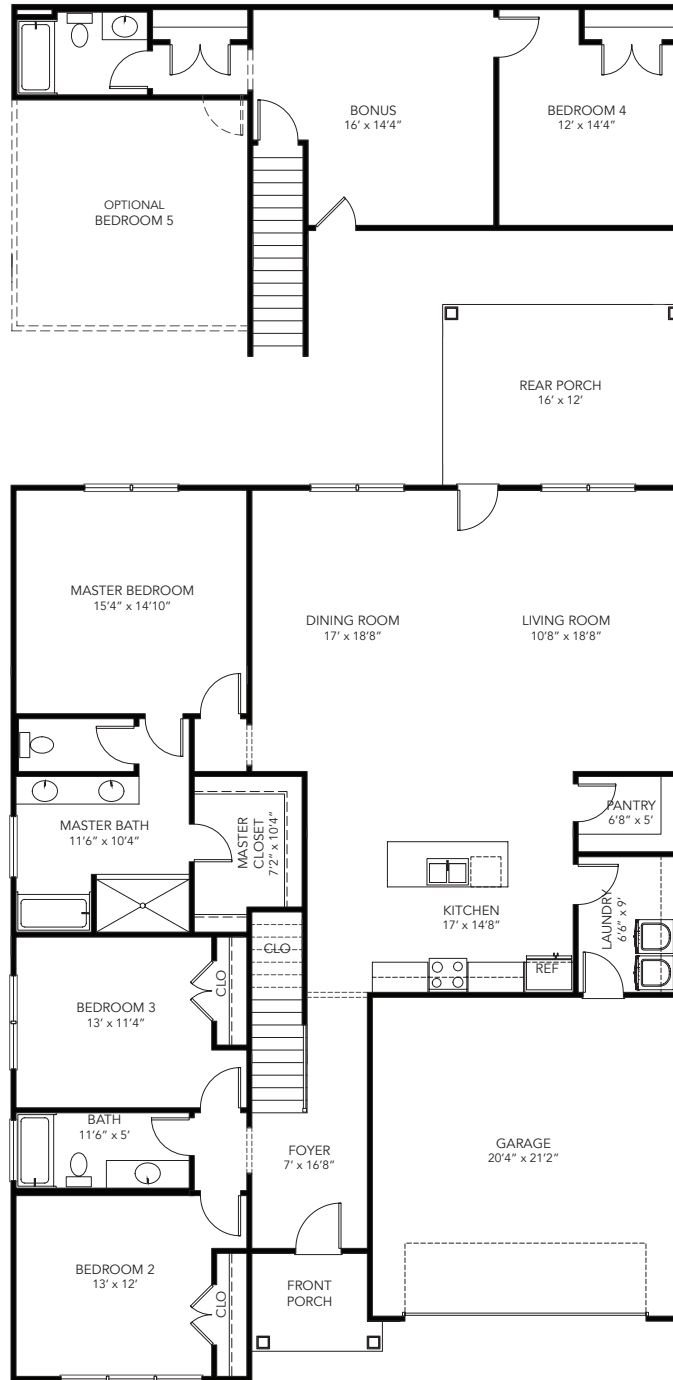 BONUS
16' x 14'4"
BEDROOM 4
12' x 14'4"
OPTIONAL
BEDROOM 5
REAR PORCH
16' x 12'
MASTER BEDROOM
15'4" x 14'10"
DINING ROOM
17' x 18'8"
LIVING ROOM
10'8" x 18'8"
MASTER BATH
11'6" x 10'4"
MASTER
CLOSET
7'2" x 10'4"
PANTRY
6'8" x 5'
KITCHEN
17' x 14'8"
LAUNDRY
6'6" x 9'
CLO
REF
BEDROOM 3
13' x 11'4"
CLO
BATH
11'6" x 5'
FOYER
7' x 16'8"
GARAGE
20'4" x 21'2"
BEDROOM 2
13' x 12'
CLO
FRONT
PORCH